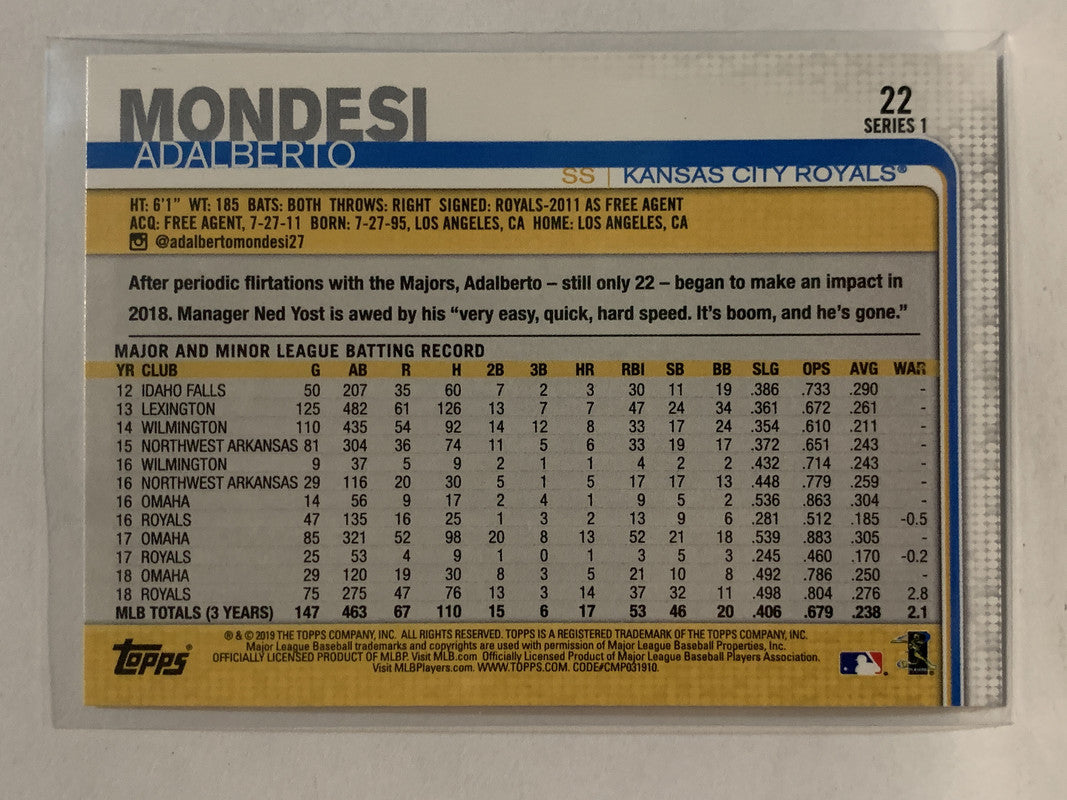 MONDESI
ADALBERTO
22
SERIES 1
SS | KANSAS CITY ROYALS®
HT: 6'1" WT: 185 BATS: BOTH THROWS: RIGHT SIGNED: ROYALS-2011 AS FREE AGENT
ACQ: FREE AGENT, 7-27-11 BORN: 7-27-95, LOS ANGELES, CA HOME: LOS ANGELES, CA
@adalbertomondesi27
After periodic flirtations with the Majors, Adalberto – still only 22 – began to make an impact in
2018. Manager Ned Yost is awed by his “very easy, quick, hard speed. It's boom, and he's gone.”
MAJOR AND MINOR LEAGUE BATTING RECORD
YR CLUB G AB R H 2B 3B HR RBI SB BB SLG OPS AVG WAR
12 IDAHO FALLS 50 207 35 60 7 2 3 30 11 19 .386 .733 .290 -
13 LEXINGTON 125 482 61 126 13 7 7 47 24 34 .361 .672 .261 -
14 WILMINGTON 110 435 54 92 14 12 8 33 17 24 .354 .610 .211 -
15 NORTHWEST ARKANSAS 81 304 36 74 11 5 6 33 19 17 .372 .651 .243 -
16 WILMINGTON 9 37 5 9 2 1 1 4 2 2 .432 .714 .243 -
16 NORTHWEST ARKANSAS 29 116 20 30 5 1 5 17 17 13 .448 .779 .259 -
16 OMAHA 14 56 9 17 2 4 1 9 5 2 .536 .863 .304 -
16 ROYALS 47 135 16 25 1 3 2 13 9 6 .281 .512 .185 -0.5
17 OMAHA 85 321 52 98 20 8 13 52 21 18 .539 .883 .305 -
17 ROYALS 25 53 4 9 1 0 1 3 5 3 .245 .460 .170 -0.2
18 OMAHA 29 120 19 30 8 3 5 21 10 8 .492 .786 .250 -
18 ROYALS 75 275 47 76 13 3 14 37 32 11 .498 .804 .276 2.8
MLB TOTALS (3 YEARS) 147 463 67 110 15 6 17 53 46 20 .406 .679 .238 2.1
TOPPS®
® & © 2019 THE TOPPS COMPANY, INC. ALL RIGHTS RESERVED. TOPPS IS A REGISTERED TRADEMARK OF THE TOPPS COMPANY, INC.
Major League Baseball trademarks and copyrights are used with permission of Major League Baseball Properties, Inc.
OFFICIALLY LICENSED PRODUCT OF MLBP. Visit MLB.com Officially Licensed Product of Major League Baseball Players Association.
Visit MLBPlayers.com. WWW.TOPPS.COM. CODE#CMP031910.